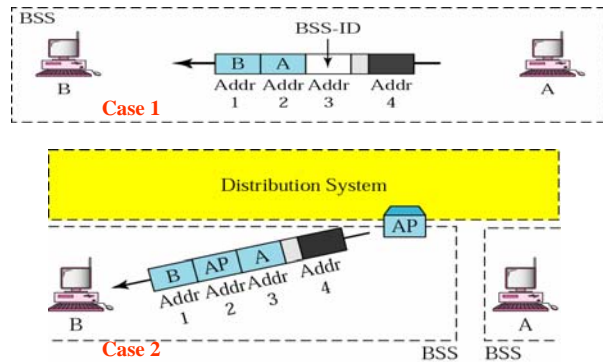 BSS
BSS-ID
B A
Addr Addr Addr Addr
1 2 3 4
B
A
Case 1
Distribution System
AP
B AP A
Addr Addr Addr Addr
1 2 3 4
B
A
Case 2
BSS
BSS